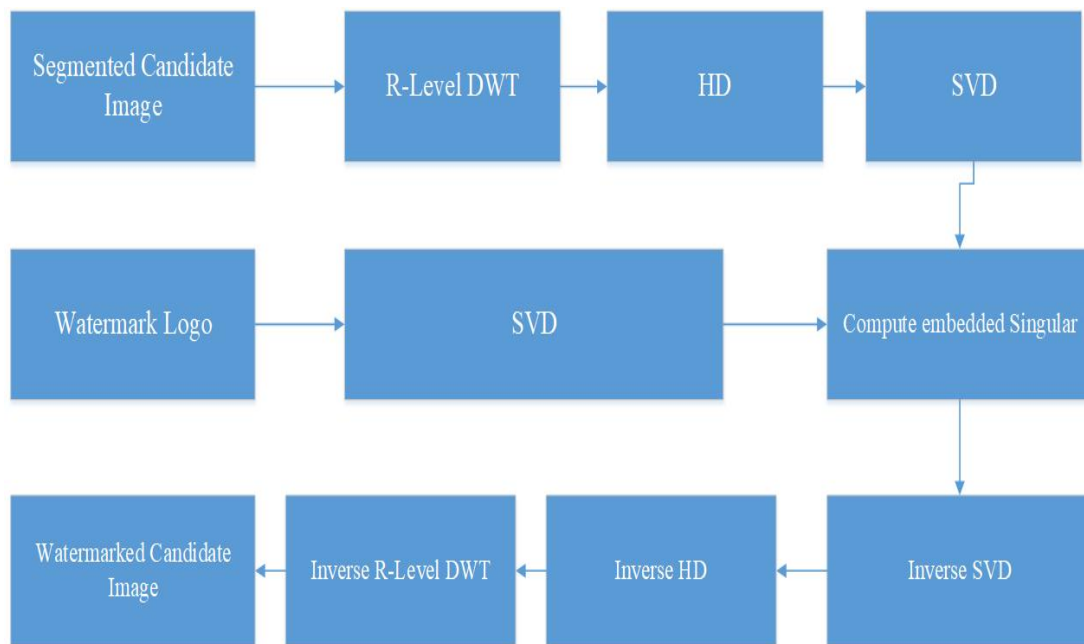 Segmented Candidate
Image
R-Level DWT
HD
SVD
Watermark Logo
SVD
Compute embedded Singular
Watermarked Candidate
Image
Inverse R-Level DWT
Inverse HD
Inverse SVD